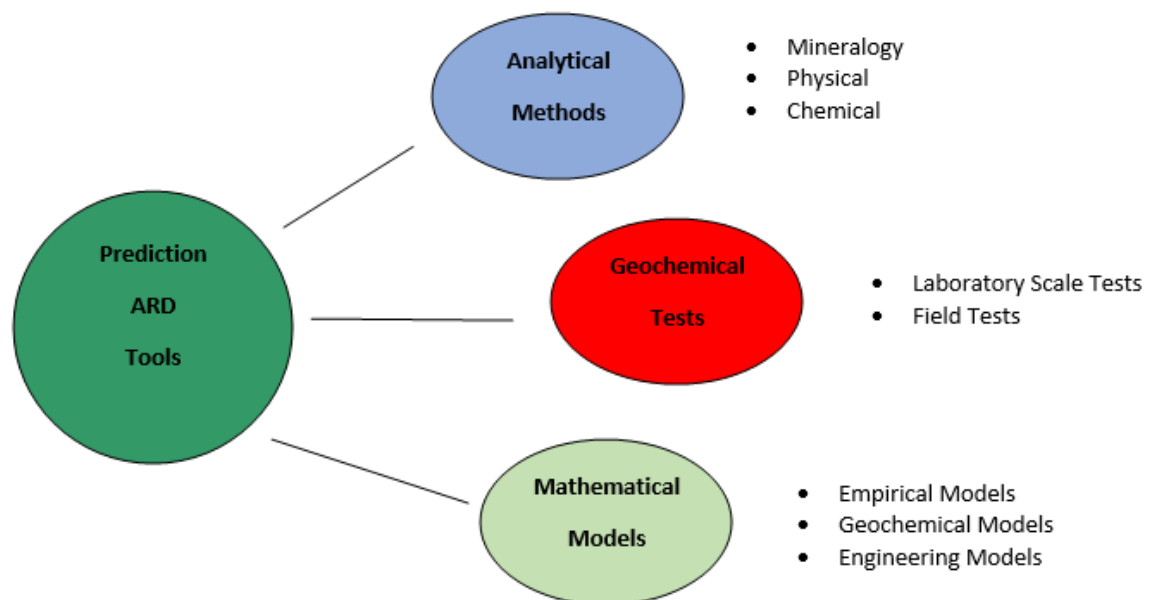 Prediction
ARD
Tools
Analytical
Methods
• Mineralogy
• Physical
• Chemical
Geochemical
Tests
• Laboratory Scale Tests
• Field Tests
Mathematical
Models
• Empirical Models
• Geochemical Models
• Engineering Models